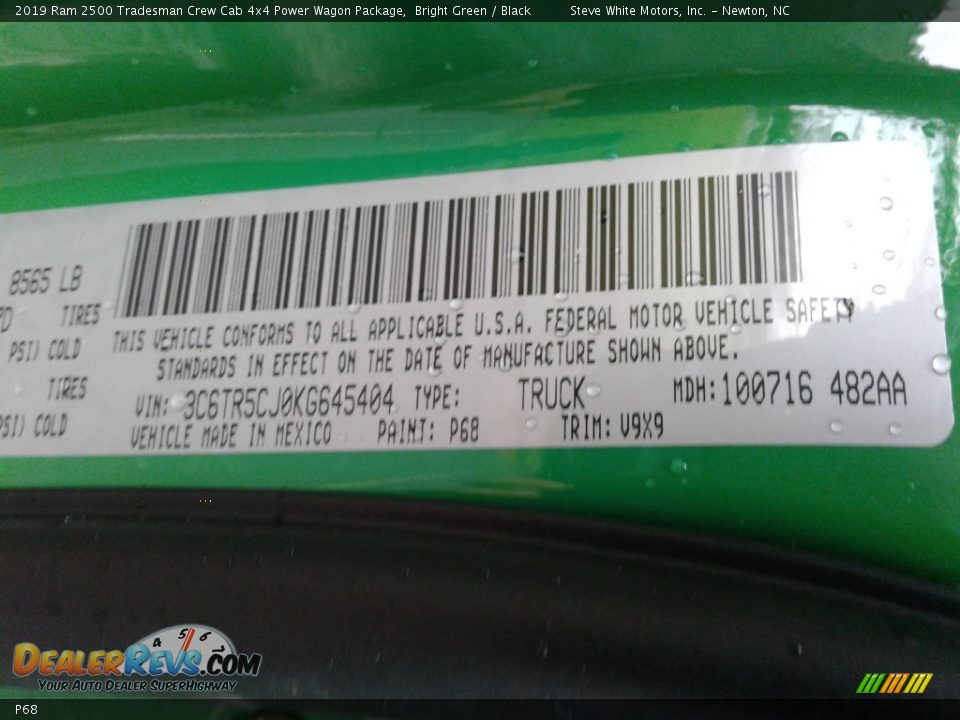 2019 Ram 2500 Tradesman Crew Cab 4x4 Power Wagon Package, Bright Green / Black Steve White Motors, Inc. – Newton, NC
8565 LB
TIRES
PSI) COLD
TIRES
PSI) COLD
THIS VEHICLE CONFORMS TO ALL APPLICABLE U.S.A. FEDERAL MOTOR VEHICLE SAFETY
STANDARDS IN EFFECT ON THE DATE OF MANUFACTURE SHOWN ABOVE.
VIN: 3C6TR5CJ0KG645404 TYPE: TRUCK MDH:100716 482AA
VEHICLE MADE IN MEXICO PAINT: P68 TRIM: V9X9
4 5 6
DEALERREVS.COM
YOUR AUTO DEALER SUPERHIGHWAY
P68